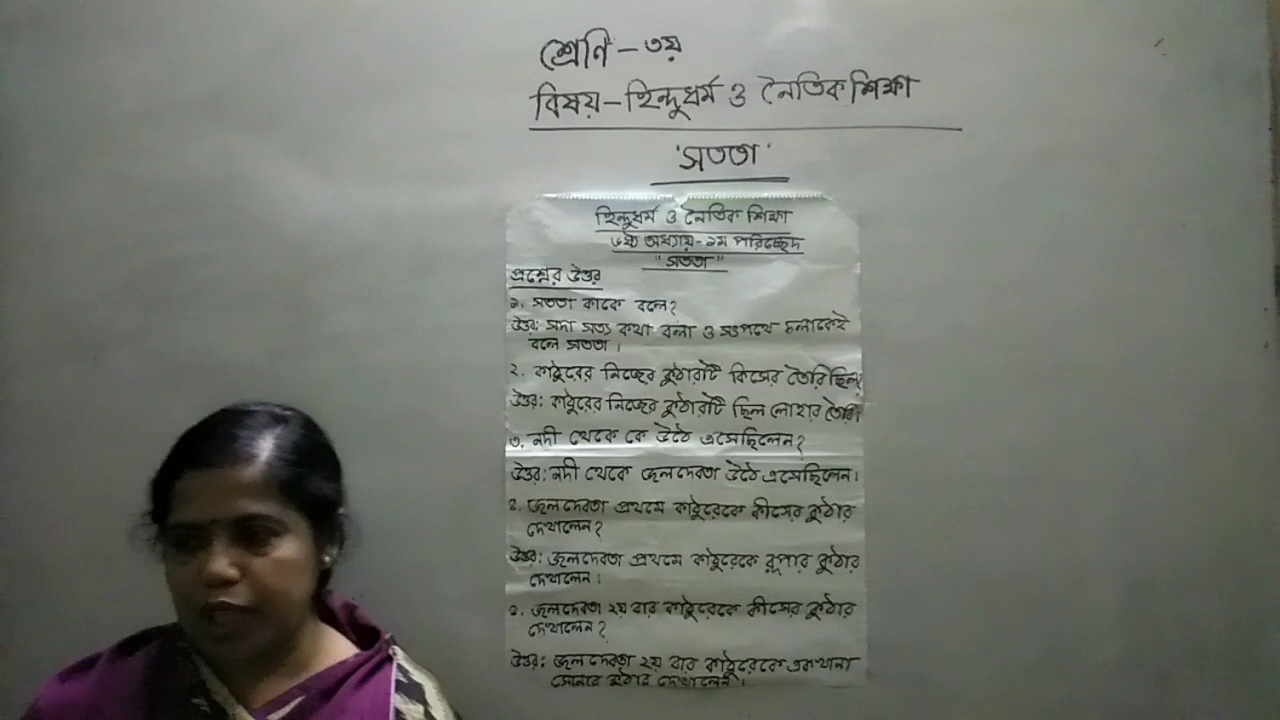 শ্রেণি - ৩য়
বিষয় - হিন্দুধর্ম ও নৈতিক শিক্ষা
'সততা'
হিন্দুধর্ম ও নৈতিক শিক্ষা
৬ষ্ঠ অধ্যায় - ১ম পরিচ্ছেদ
"সততা"
প্রশ্নের উত্তর
১. সততা কাকে বলে?
উত্তর: সদা সত্য কথা বলা ও সৎপথে চলাকেই
বলে সততা।
২. কাঠুরের নিজের কুঠারটি কিসের তৈরি ছিল?
উত্তর: কাঠুরের নিজের কুঠারটি ছিল লোহার তৈরি।
৩. নদী থেকে কে উঠে এসেছিলেন?
উত্তর: নদী থেকে জলদেবতা উঠে এসেছিলেন।
৪. জলদেবতা প্রথমে কাঠুরেকে কীসের কুঠার
দেখালেন?
উত্তর: জলদেবতা প্রথমে কাঠুরেকে রূপার কুঠার
দেখালেন।
৫. জলদেবতা ২য় বার কাঠুরেকে কীসের কুঠার
দেখালেন?
উত্তর: জলদেবতা ২য় বার কাঠুরেকে একখানা
সোনার কুঠার দেখালেন।